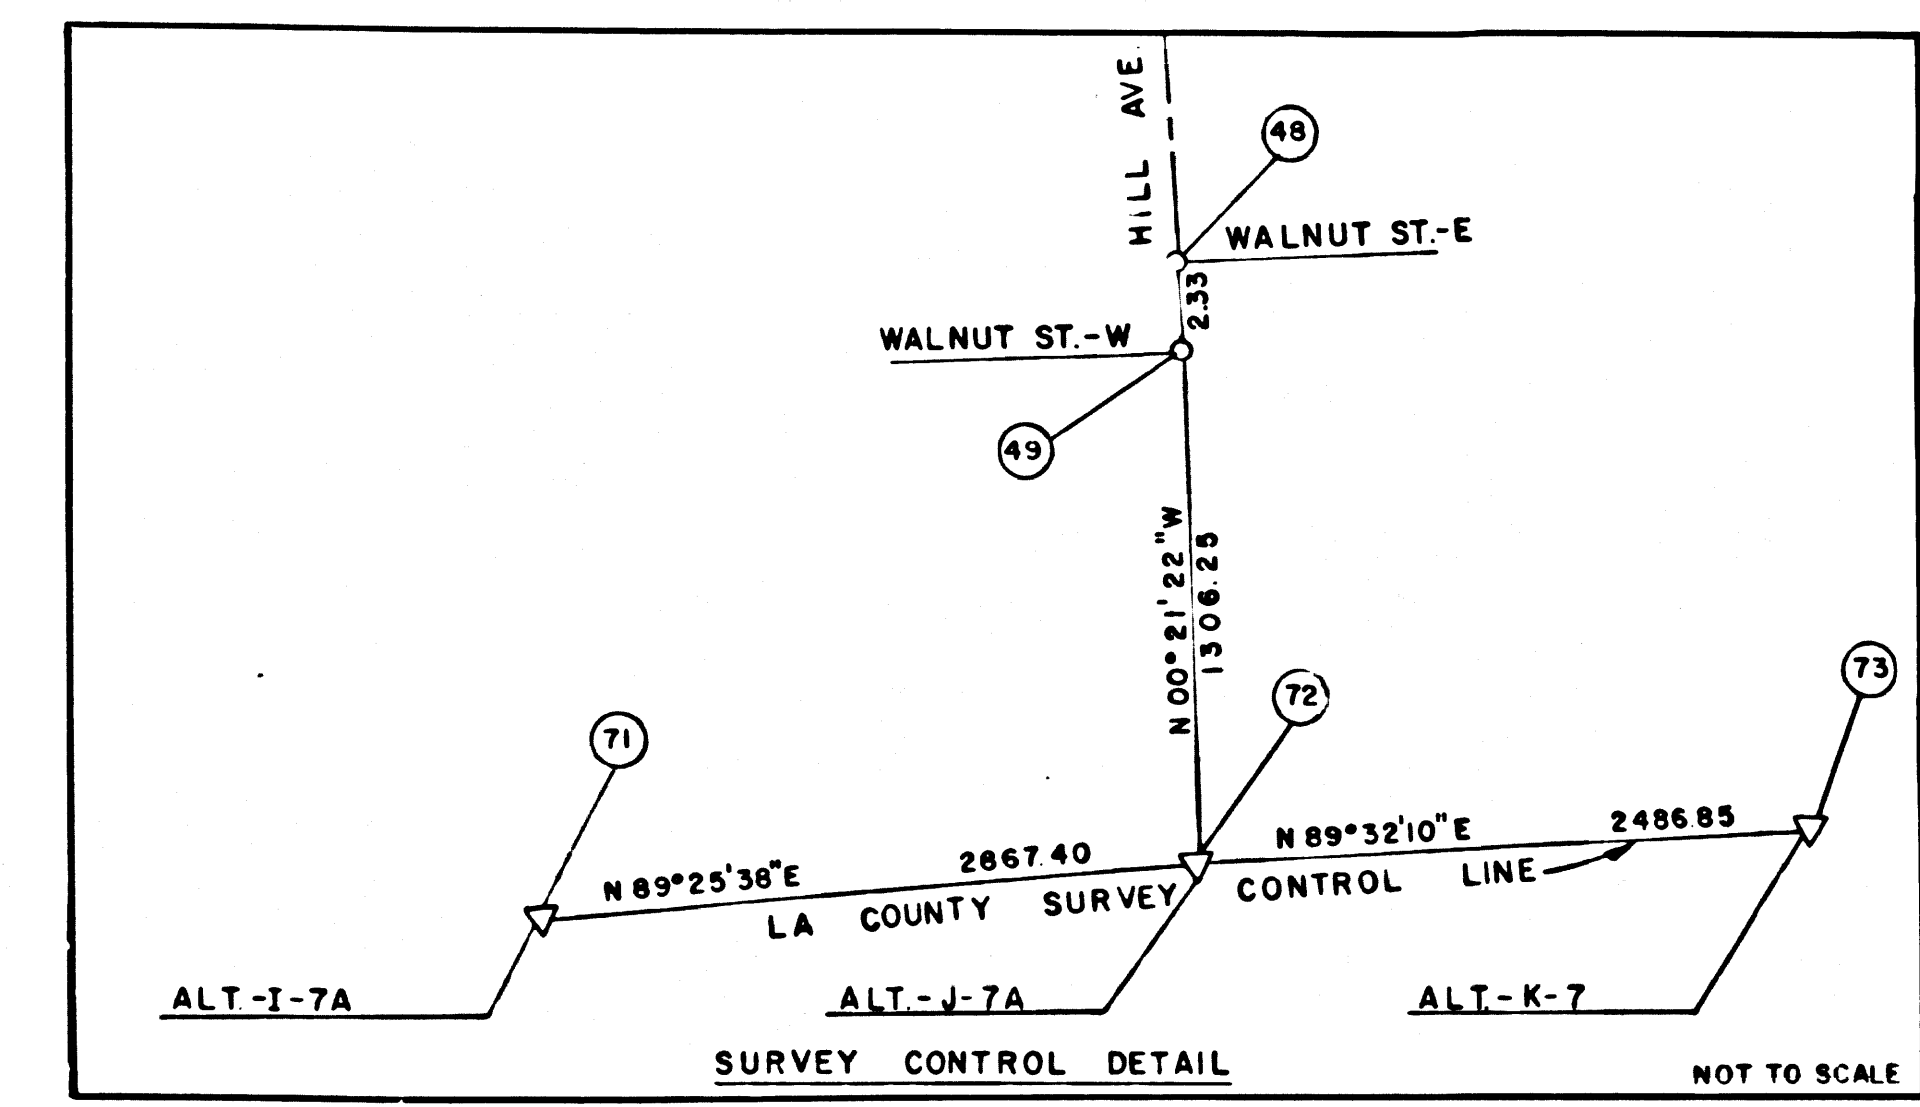 HILL AVE.
48
WALNUT ST.-E
2.33
WALNUT ST.-W
49
N 00° 21' 22" W
1306.25
72
73
71
N 89°25'38"E
2867.40
N 89°32'10"E
2486.85
LA COUNTY SURVEY CONTROL LINE
ALT.-I-7A
ALT.-J-7A
ALT.-K-7
SURVEY CONTROL DETAIL
NOT TO SCALE